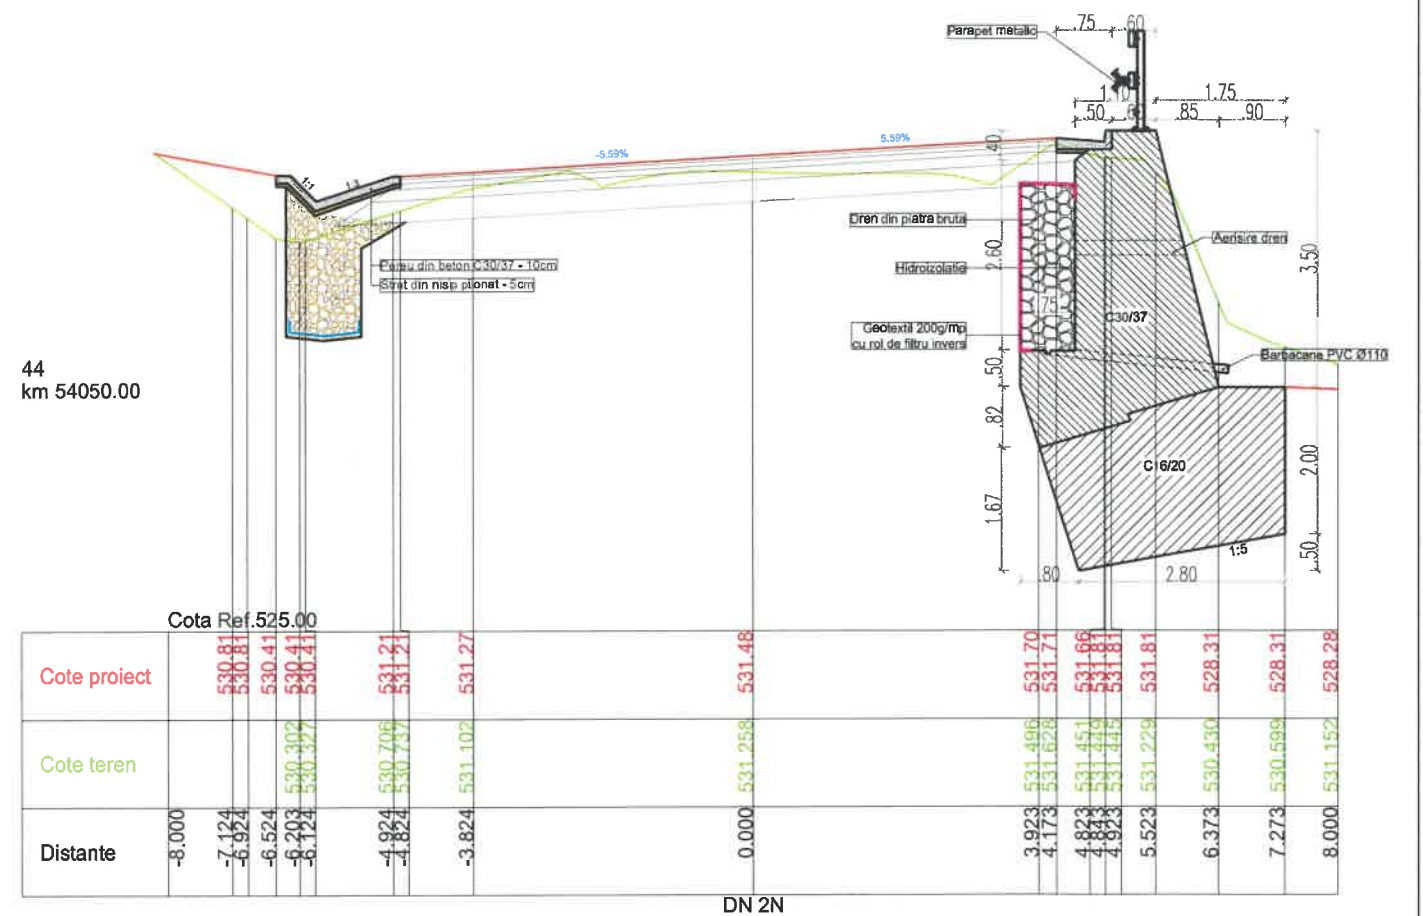 .75
.60
Parapet metalic
1.10
1.75
.50
.85
.90
.40
5.59%
-5.59%
1:1
1:3
Dren din piatra bruta
Aerisire dren
2.60
3.50
Pereu din beton C30/37 - 10cm
Hidroizolatie
Strat din nisip pilonat - 5cm
.75
C30/37
Geotextil 200g/mp
cu rol de filtru invers
Barbacane PVC Ø110
.50
44
km 54050.00
.82
C16/20
2.00
1.67
1:5
.50
.80
2.80
Cota Ref.525.00
Cote proiect 530.81 530.81 530.41 530.41 530.41 531.21 531.21 531.27 531.48 531.70 531.71 531.66 531.81 531.81 531.81 528.31 528.31 528.28
Cote teren 530.302 530.327 530.706 530.737 531.102 531.258 531.496 531.628 531.451 531.449 531.445 531.229 530.430 530.599 531.152
Distante -8.000 -7.124 -6.924 -6.524 -6.203 -6.124 -4.924 -4.824 -3.824 0.000 3.923 4.173 4.823 4.843 4.923 5.523 6.373 7.273 8.000
DN 2N